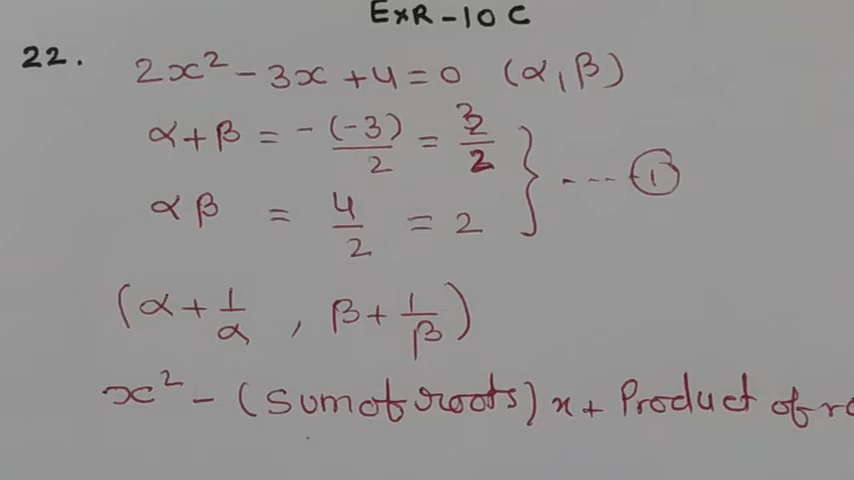 ExR-10 C
22. 2x² - 3x + 4 = 0 (α, β)
α + β = -(-3)/2 = 3/2
αβ = 4/2 = 2 } ---- ①
(α + 1/α , β + 1/β)
x² - (Sum of roots) x + Product of